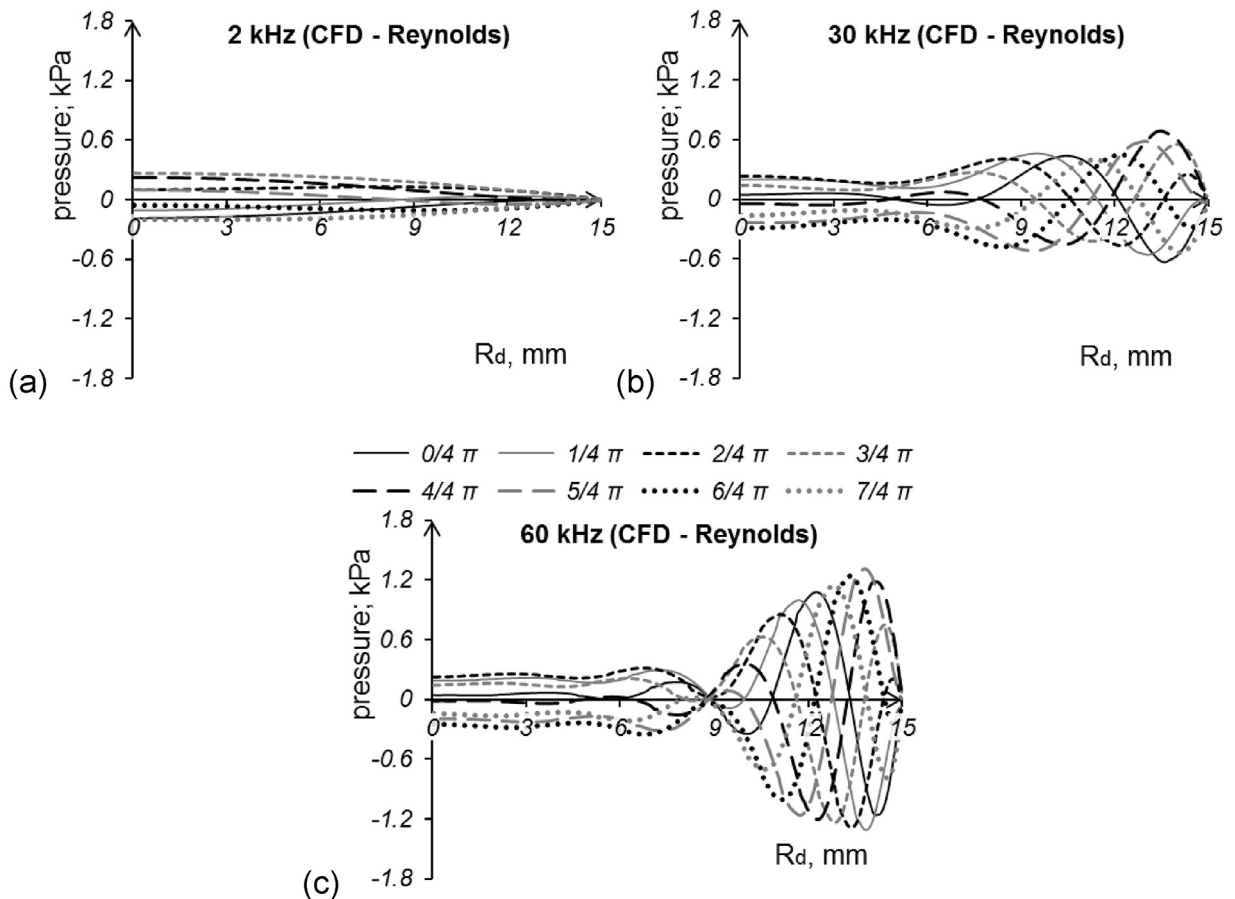 2 kHz (CFD - Reynolds)
pressure; kPa
1.8
1.2
0.6
0
-0.6
-1.2
-1.8
0 3 6 9 12 15
Rd, mm
(a)
30 kHz (CFD - Reynolds)
pressure; kPa
1.8
1.2
0.6
0
-0.6
-1.2
-1.8
0 3 6 9 12 15
Rd, mm
(b)
0/4 π 1/4 π 2/4 π 3/4 π
4/4 π 5/4 π 6/4 π 7/4 π
60 kHz (CFD - Reynolds)
pressure; kPa
1.8
1.2
0.6
0
-0.6
-1.2
-1.8
0 3 6 9 12 15
Rd, mm
(c)